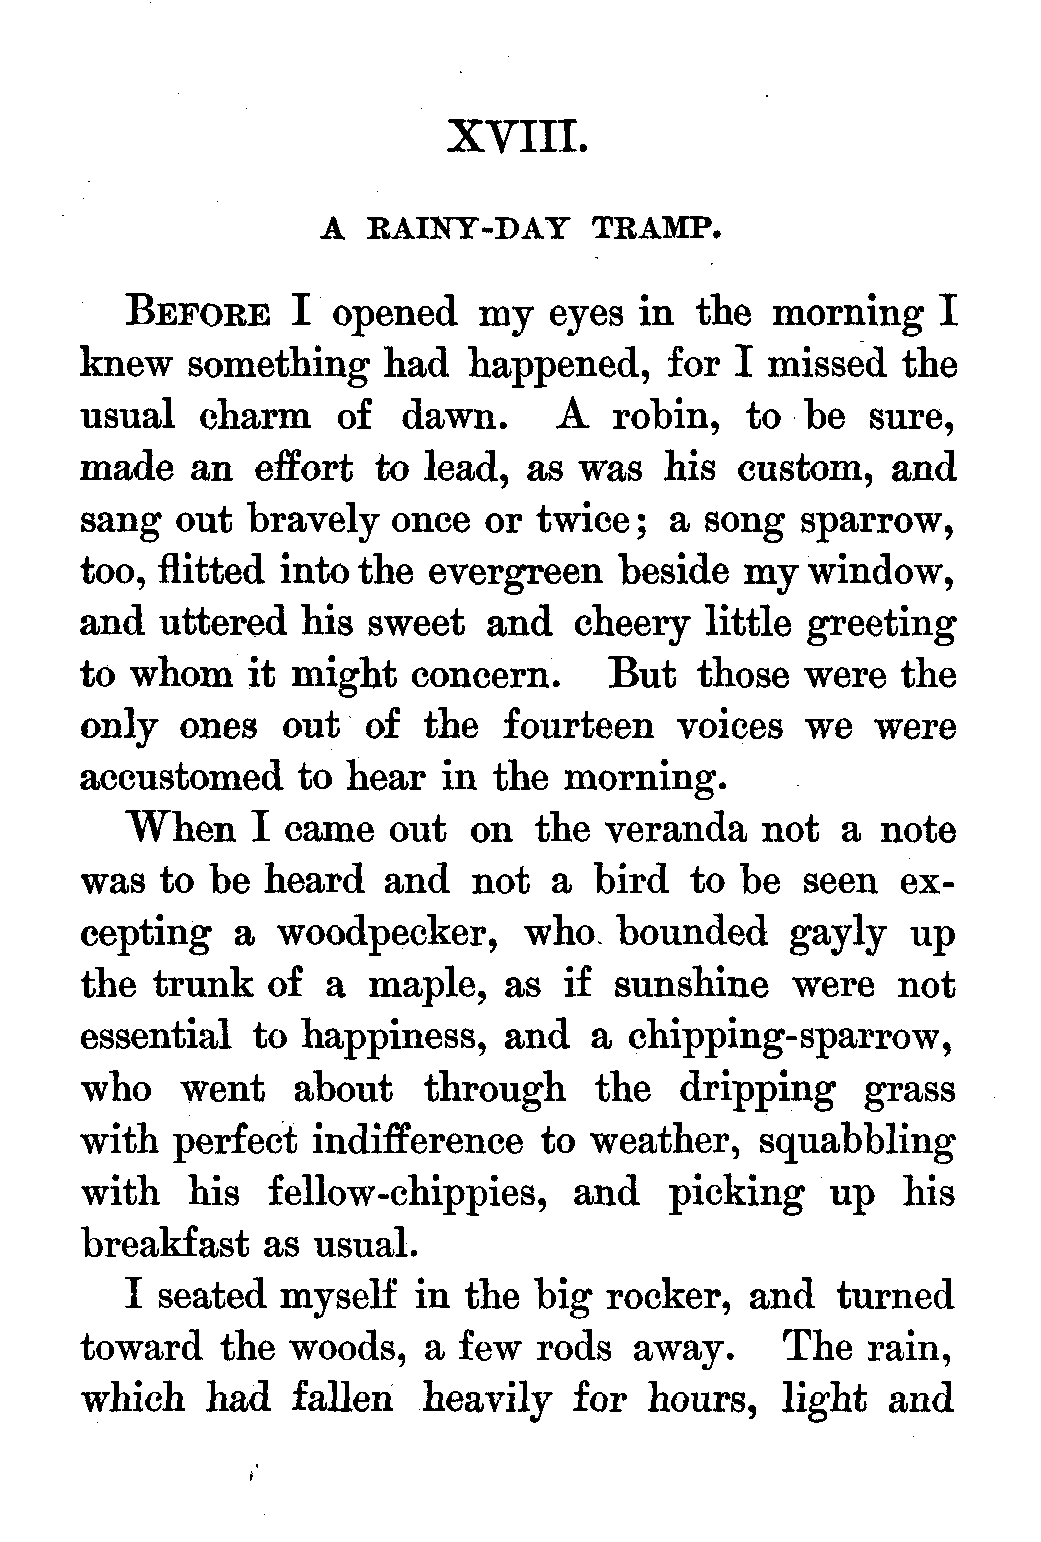 XVIII.
A RAINY-DAY TRAMP.
BEFORE I opened my eyes in the morning I
knew something had happened, for I missed the
usual charm of dawn. A robin, to be sure,
made an effort to lead, as was his custom, and
sang out bravely once or twice; a song sparrow,
too, flitted into the evergreen beside my window,
and uttered his sweet and cheery little greeting
to whom it might concern. But those were the
only ones out of the fourteen voices we were
accustomed to hear in the morning.
When I came out on the veranda not a note
was to be heard and not a bird to be seen ex-
cepting a woodpecker, who bounded gayly up
the trunk of a maple, as if sunshine were not
essential to happiness, and a chipping-sparrow,
who went about through the dripping grass
with perfect indifference to weather, squabbling
with his fellow-chippies, and picking up his
breakfast as usual.
I seated myself in the big rocker, and turned
toward the woods, a few rods away. The rain,
which had fallen heavily for hours, light and